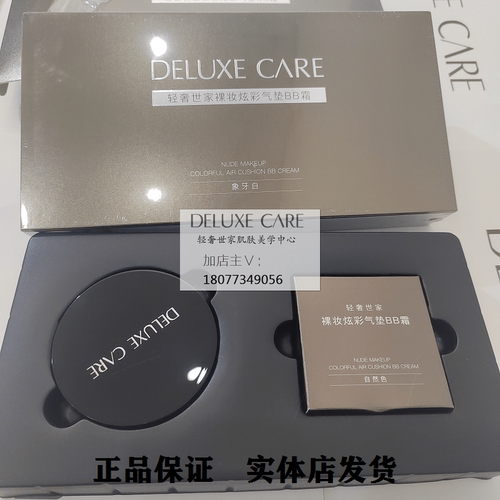 DELUXE CARE
轻奢世家裸妆炫彩气垫BB霜
NUDE MAKEUP
COLORFUL AIR CUSHION BB CREAM
象牙白
DELUXE CARE
轻奢世家肌肤美学中心
加店主V;
18077349056
DELUXE CARE
轻奢世家
裸妆炫彩气垫BB霜
NUDE MAKEUP
COLORFUL AIR CUSHION BB CREAM
自然色
正品保证 实体店发货
CARE
DELUXE